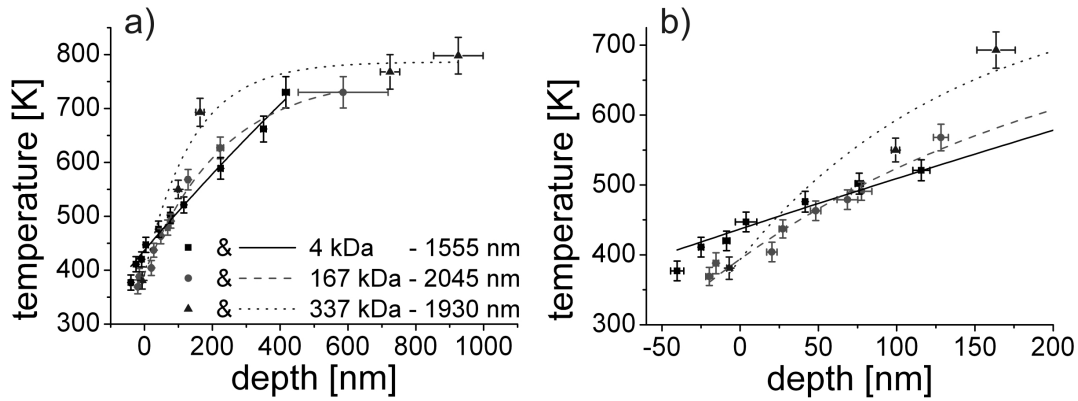 a)
temperature [K]
800
700
600
500
400
300
& 4 kDa - 1555 nm
& 167 kDa - 2045 nm
& 337 kDa - 1930 nm
0 200 400 600 800 1000
depth [nm]
b)
temperature [K]
700
600
500
400
300
-50 0 50 100 150 200
depth [nm]